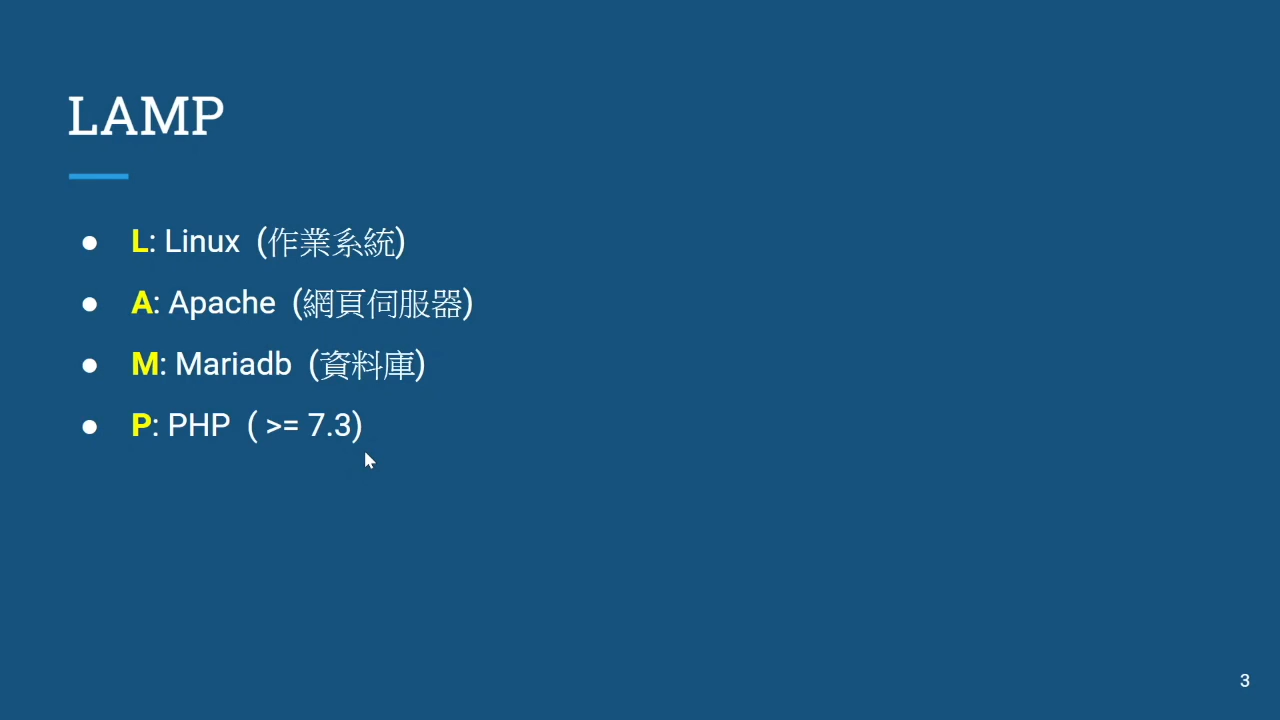 LAMP
● L: Linux (作業系統)
● A: Apache (網頁伺服器)
● M: Mariadb (資料庫)
● P: PHP ( >= 7.3)
3